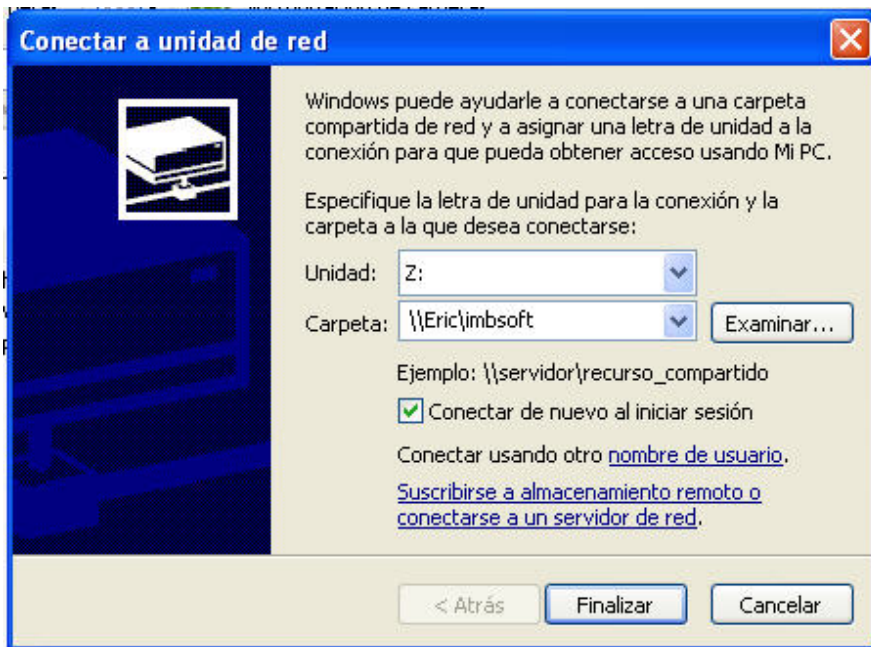 Conectar a unidad de red
Windows puede ayudarle a conectarse a una carpeta
compartida de red y a asignar una letra de unidad a la
conexión para que pueda obtener acceso usando Mi PC.
Especifique la letra de unidad para la conexión y la
carpeta a la que desea conectarse:
Unidad: Z:
Carpeta: \\Eric\imbsoft Examinar...
Ejemplo: \\servidor\recurso_compartido
Conectar de nuevo al iniciar sesión
Conectar usando otro nombre de usuario.
Suscribirse a almacenamiento remoto o
conectarse a un servidor de red.
< Atrás Finalizar Cancelar